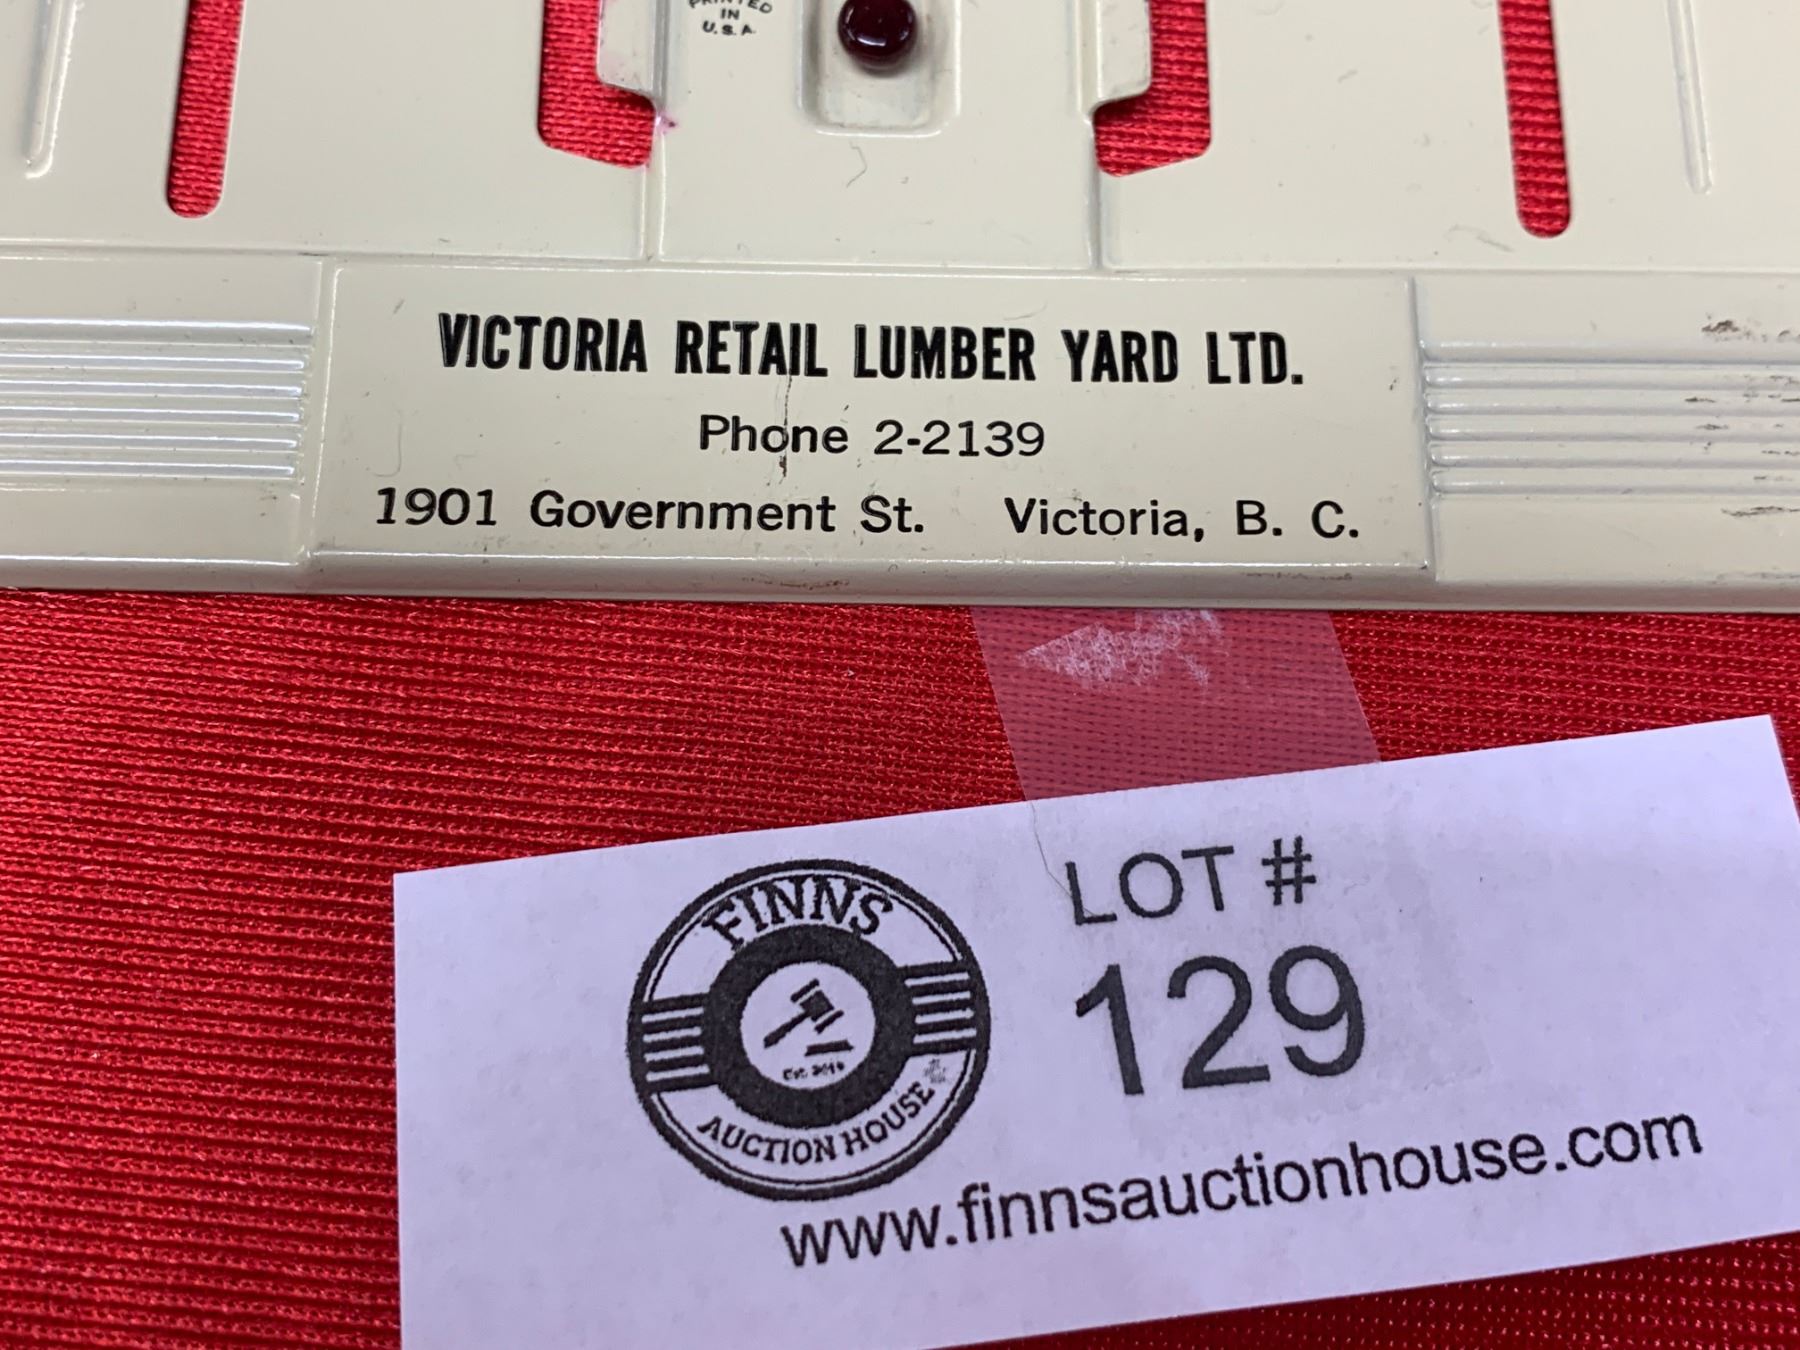 PRINTED
IN
U.S.A.
VICTORIA RETAIL LUMBER YARD LTD.
Phone 2-2139
1901 Government St. Victoria, B. C.
FINNS
AUCTION HOUSE
LOT #
129
www.finnsauctionhouse.com